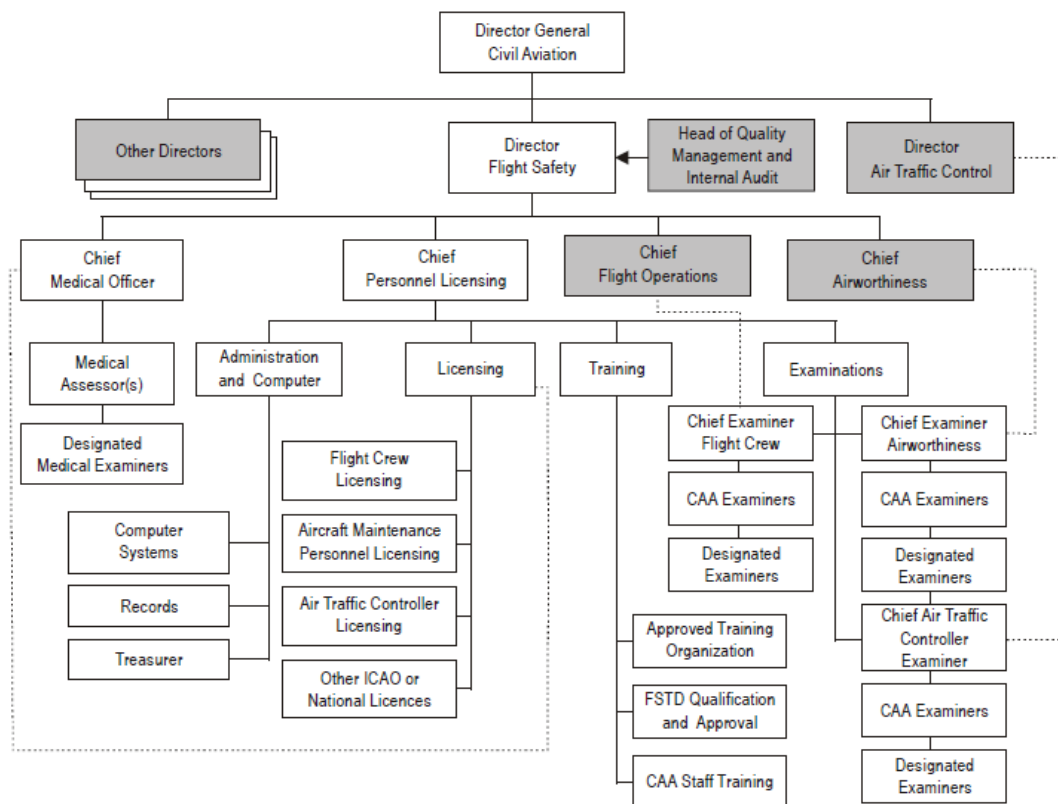 Director General
Civil Aviation
Other Directors
Director
Flight Safety
Head of Quality
Management and
Internal Audit
Director
Air Traffic Control
Chief
Medical Officer
Chief
Personnel Licensing
Chief
Flight Operations
Chief
Airworthiness
Medical
Assessor(s)
Administration
and Computer
Licensing
Training
Examinations
Designated
Medical Examiners
Chief Examiner
Flight Crew
Chief Examiner
Airworthiness
Flight Crew
Licensing
CAA Examiners
CAA Examiners
Computer
Systems
Aircraft Maintenance
Personnel Licensing
Designated
Examiners
Designated
Examiners
Records
Air Traffic Controller
Licensing
Approved Training
Organization
Chief Air Traffic
Controller
Examiner
Treasurer
Other ICAO or
National Licences
FSTD Qualification
and Approval
CAA Examiners
CAA Staff Training
Designated
Examiners